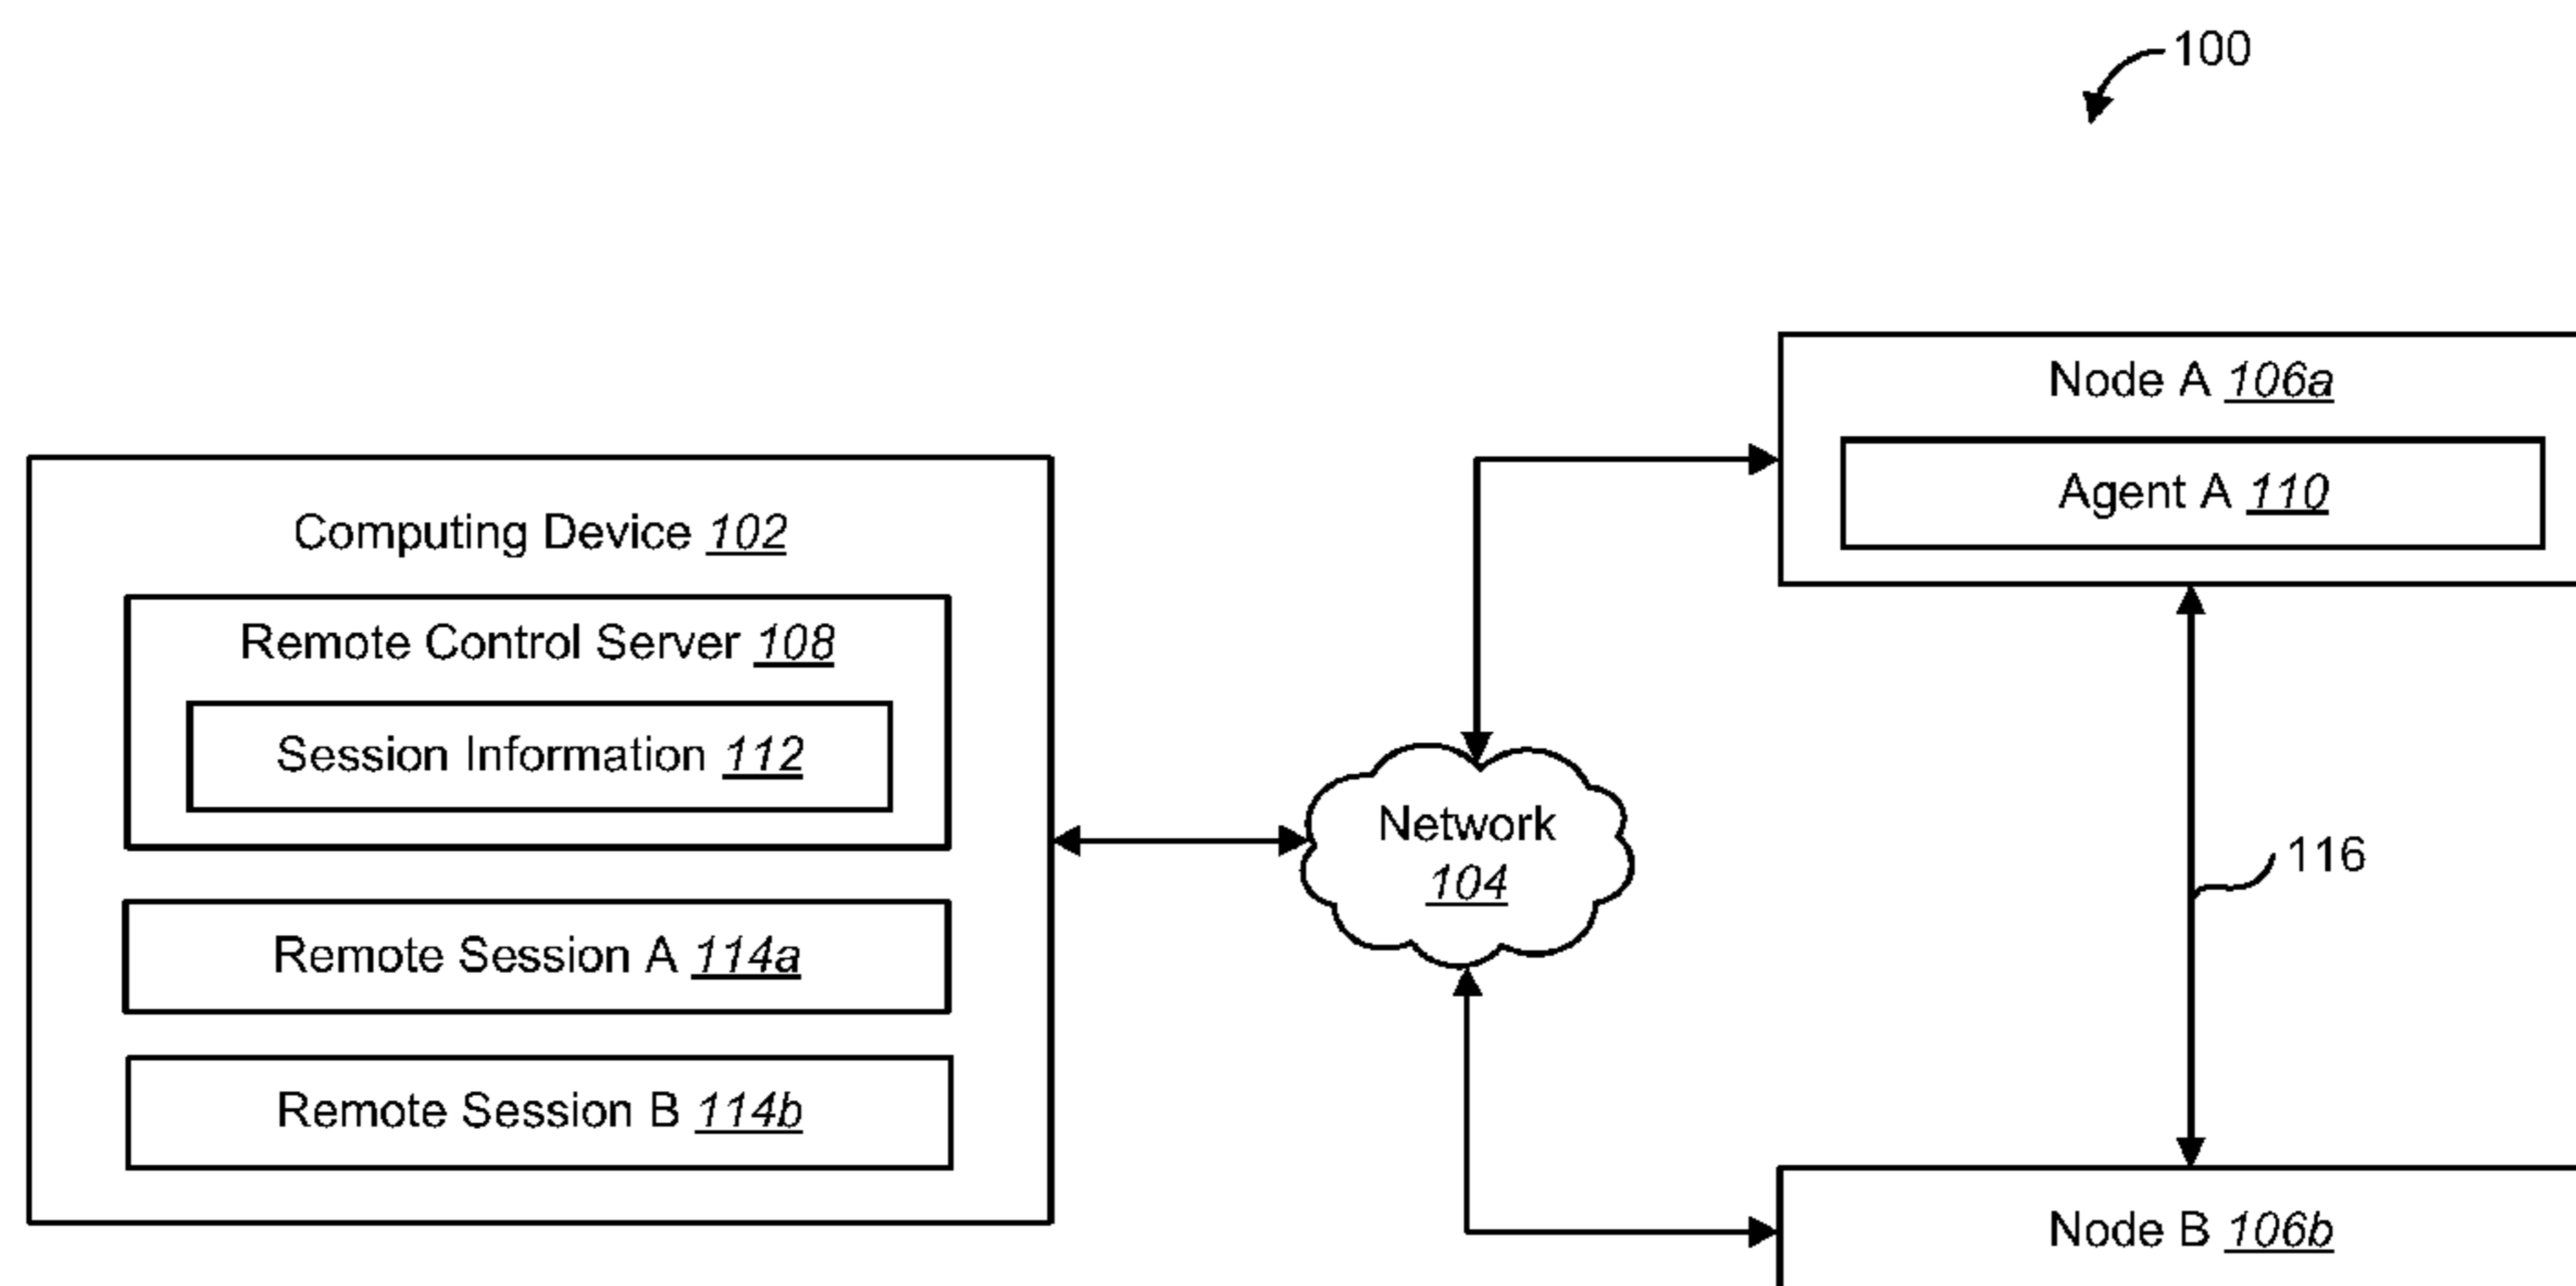 100
Node A 106a
Agent A 110
Computing Device 102
Remote Control Server 108
Session Information 112
Remote Session A 114a
Remote Session B 114b
Network
104
116
Node B 106b